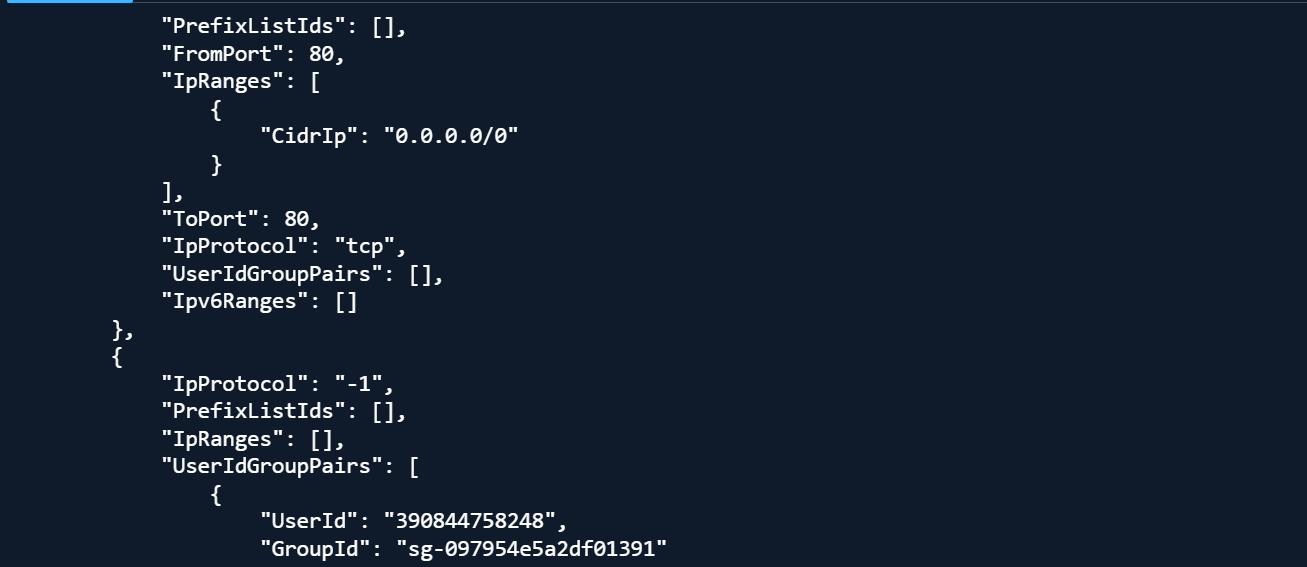 "PrefixListIds": [],
"FromPort": 80,
"IpRanges": [
{
"CidrIp": "0.0.0.0/0"
}
],
"ToPort": 80,
"IpProtocol": "tcp",
"UserIdGroupPairs": [],
"Ipv6Ranges": []
},
{
"IpProtocol": "-1",
"PrefixListIds": [],
"IpRanges": [],
"UserIdGroupPairs": [
{
"UserId": "390844758248",
"GroupId": "sg-097954e5a2df01391"